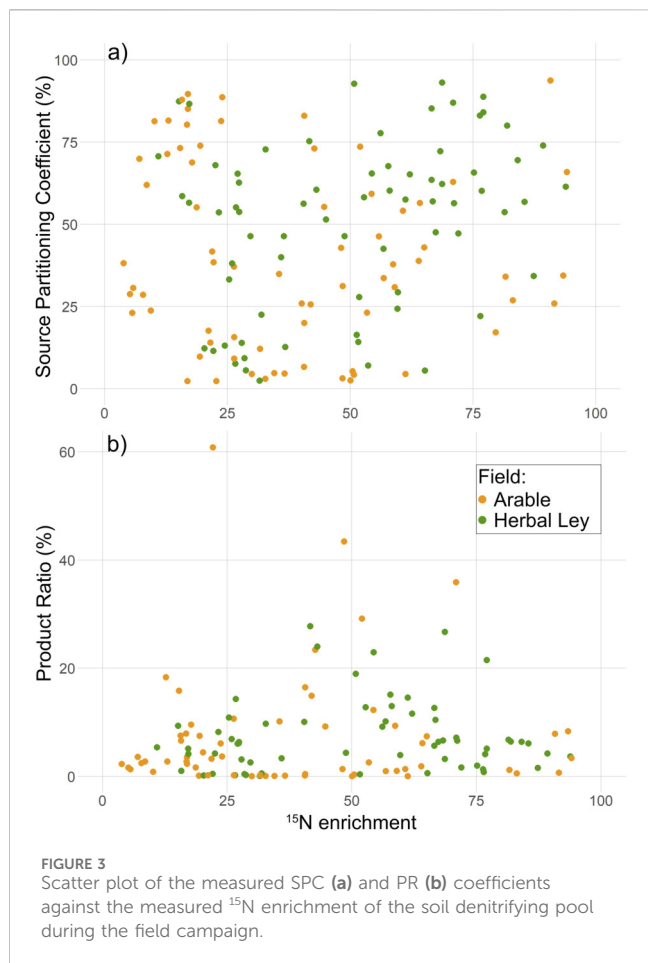 a)
Source Partitioning Coefficient (%)
100
75
50
25
0
0 25 50 75 100
b)
Product Ratio (%)
60
40
20
0
Field:
Arable
Herbal Ley
0 25 50 75 100
¹⁵N enrichment
FIGURE 3
Scatter plot of the measured SPC (a) and PR (b) coefficients
against the measured ¹⁵N enrichment of the soil denitrifying pool
during the field campaign.